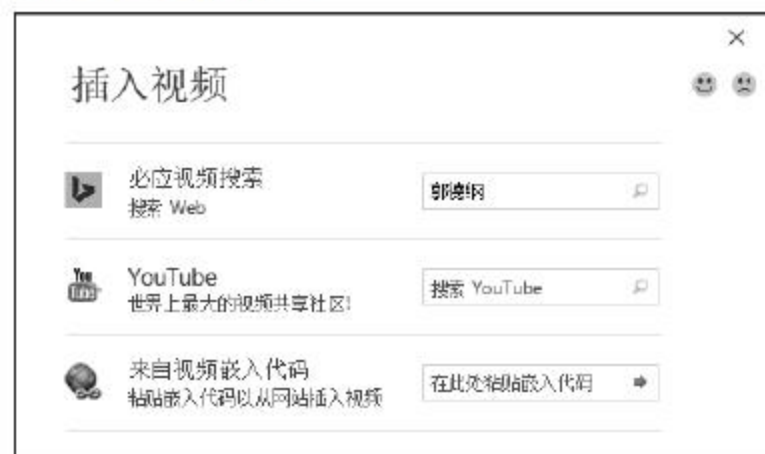 插入视频
必应视频搜索
搜索 Web
郭德纲
YouTube
世界上最大的视频共享社区!
搜索 YouTube
来自视频嵌入代码
粘贴嵌入代码以从网站插入视频
在此处粘贴嵌入代码